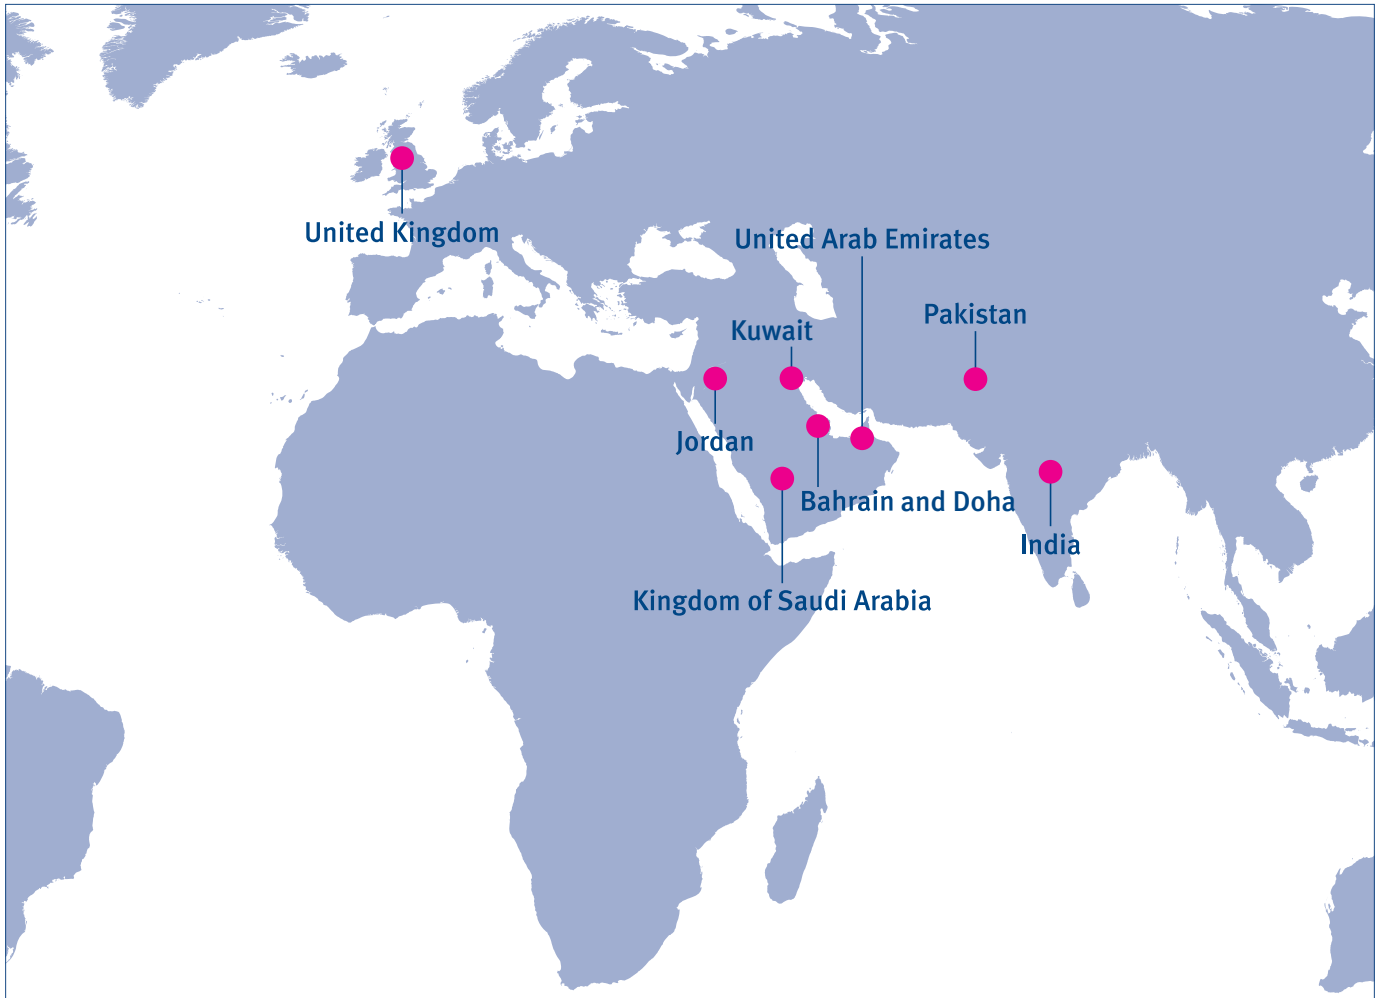 United Kingdom
United Arab Emirates
Pakistan
Kuwait
Jordan
Bahrain and Doha
India
Kingdom of Saudi Arabia